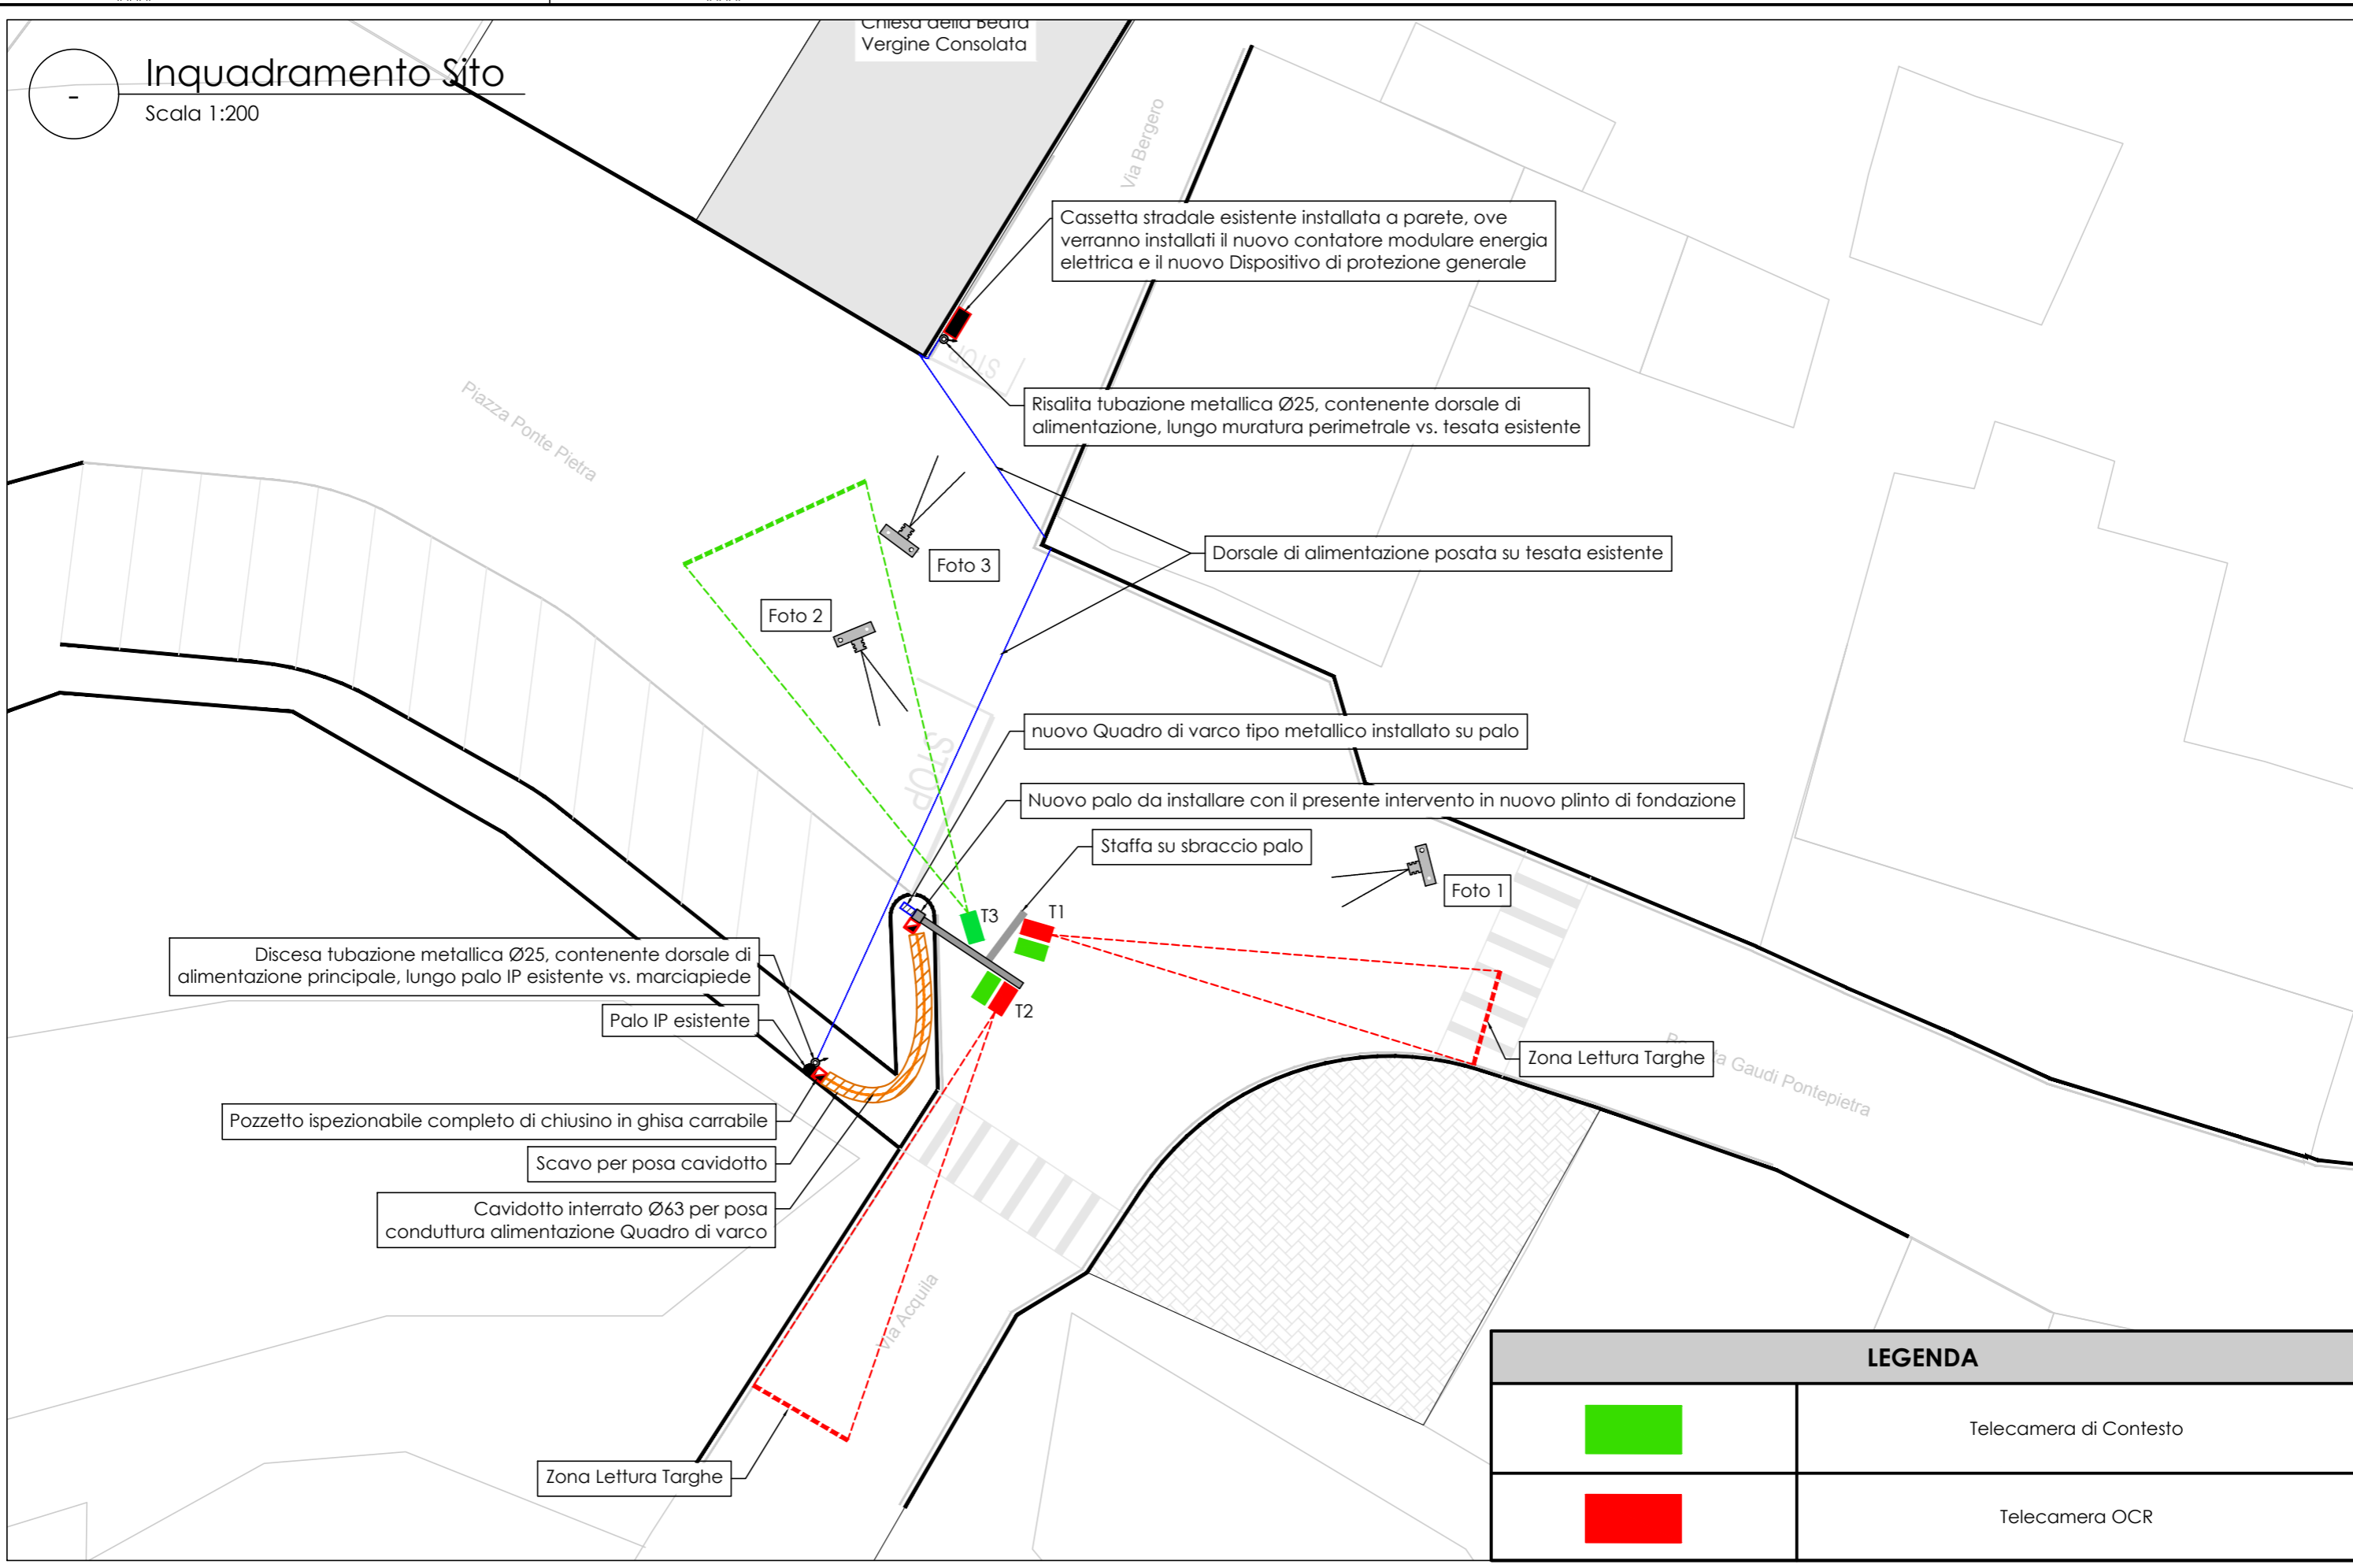 Chiesa della Beata
Vergine Consolata
Inquadramento Sito
-
Scala 1:200
Via Bergero
Cassetta stradale esistente installata a parete, ove
verranno installati il nuovo contatore modulare energia
elettrica e il nuovo Dispositivo di protezione generale
STOP
Piazza Ponte Pietra
Risalita tubazione metallica Ø25, contenente dorsale di
alimentazione, lungo muratura perimetrale vs. tesata esistente
Dorsale di alimentazione posata su tesata esistente
Foto 3
Foto 2
nuovo Quadro di varco tipo metallico installato su palo
STOP
Nuovo palo da installare con il presente intervento in nuovo plinto di fondazione
Staffa su sbraccio palo
Foto 1
T3
T1
Discesa tubazione metallica Ø25, contenente dorsale di
alimentazione principale, lungo palo IP esistente vs. marciapiede
T2
Palo IP esistente
Zona Lettura Targhe
Gaudi Pontepietra
Pozzetto ispezionabile completo di chiusino in ghisa carrabile
Scavo per posa cavidotto
Cavidotto interrato Ø63 per posa
conduttura alimentazione Quadro di varco
Via Acquila
Zona Lettura Targhe
LEGENDA
Telecamera di Contesto
Telecamera OCR